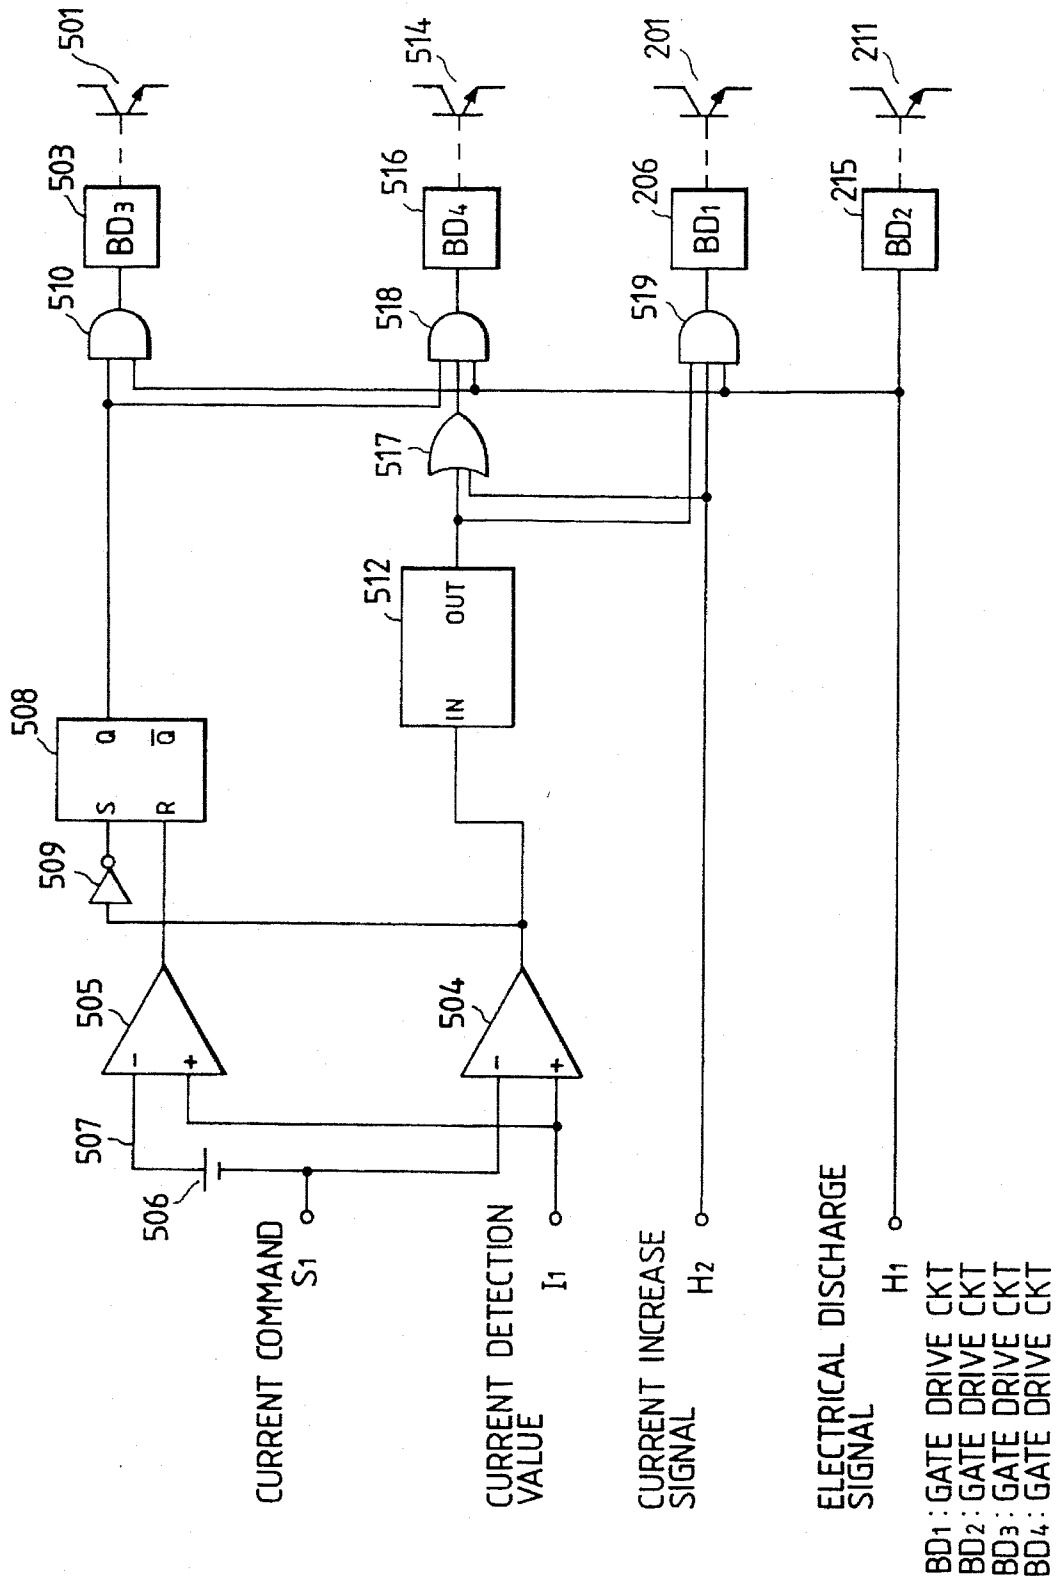 501
514
201
211
503
516
206
215
BD3
BD4
BD1
BD2
510
518
519
517
512
IN
OUT
508
S
Q
R
Q̅
509
505
-
+
504
-
+
507
506
CURRENT COMMAND
S1
CURRENT DETECTION
VALUE
I1
CURRENT INCREASE
SIGNAL
H2
ELECTRICAL DISCHARGE
SIGNAL
H1
BD1 : GATE DRIVE CKT
BD2 : GATE DRIVE CKT
BD3 : GATE DRIVE CKT
BD4 : GATE DRIVE CKT